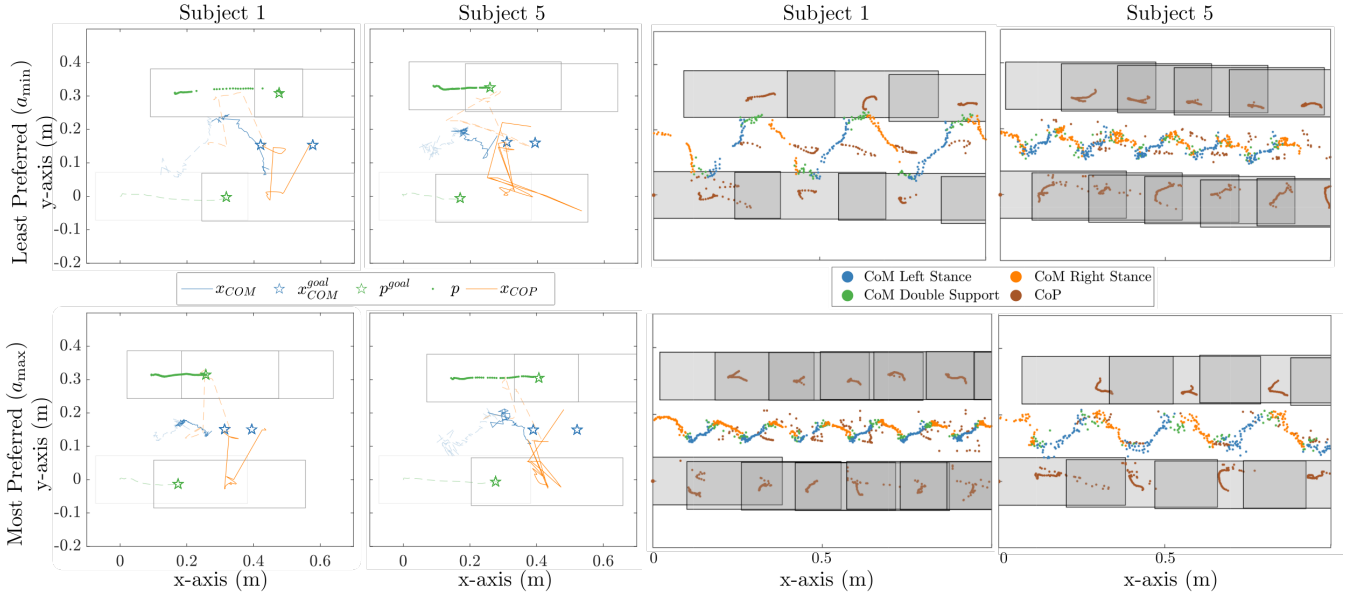 Subject 1
Subject 5
Subject 1
Subject 5
Least Preferred (a_min)
y-axis (m)
0.4
0.3
0.2
0.1
0
-0.1
-0.2
x_COM
x_COM^goal
p^goal
p
x_COP
CoM Left Stance
CoM Right Stance
CoM Double Support
CoP
Most Preferred (a_max)
y-axis (m)
0.4
0.3
0.2
0.1
0
-0.1
-0.2
0 0.2 0.4 0.6
0 0.2 0.4 0.6
0 0.5
0 0.5
x-axis (m)
x-axis (m)
x-axis (m)
x-axis (m)